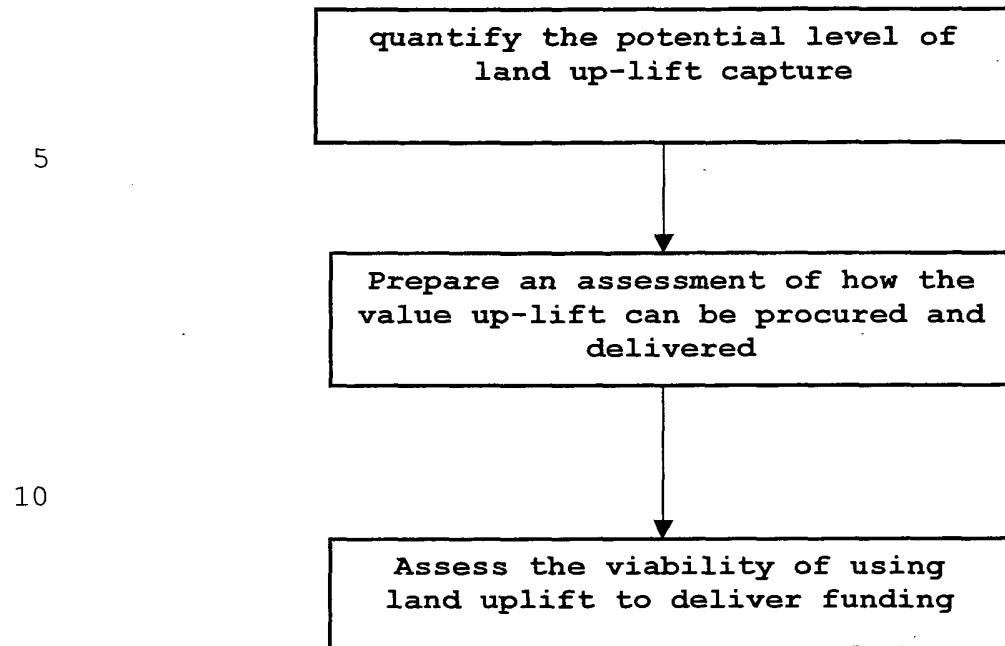 quantify the potential level of
land up-lift capture
5
Prepare an assessment of how the
value up-lift can be procured and
delivered
10
Assess the viability of using
land uplift to deliver funding